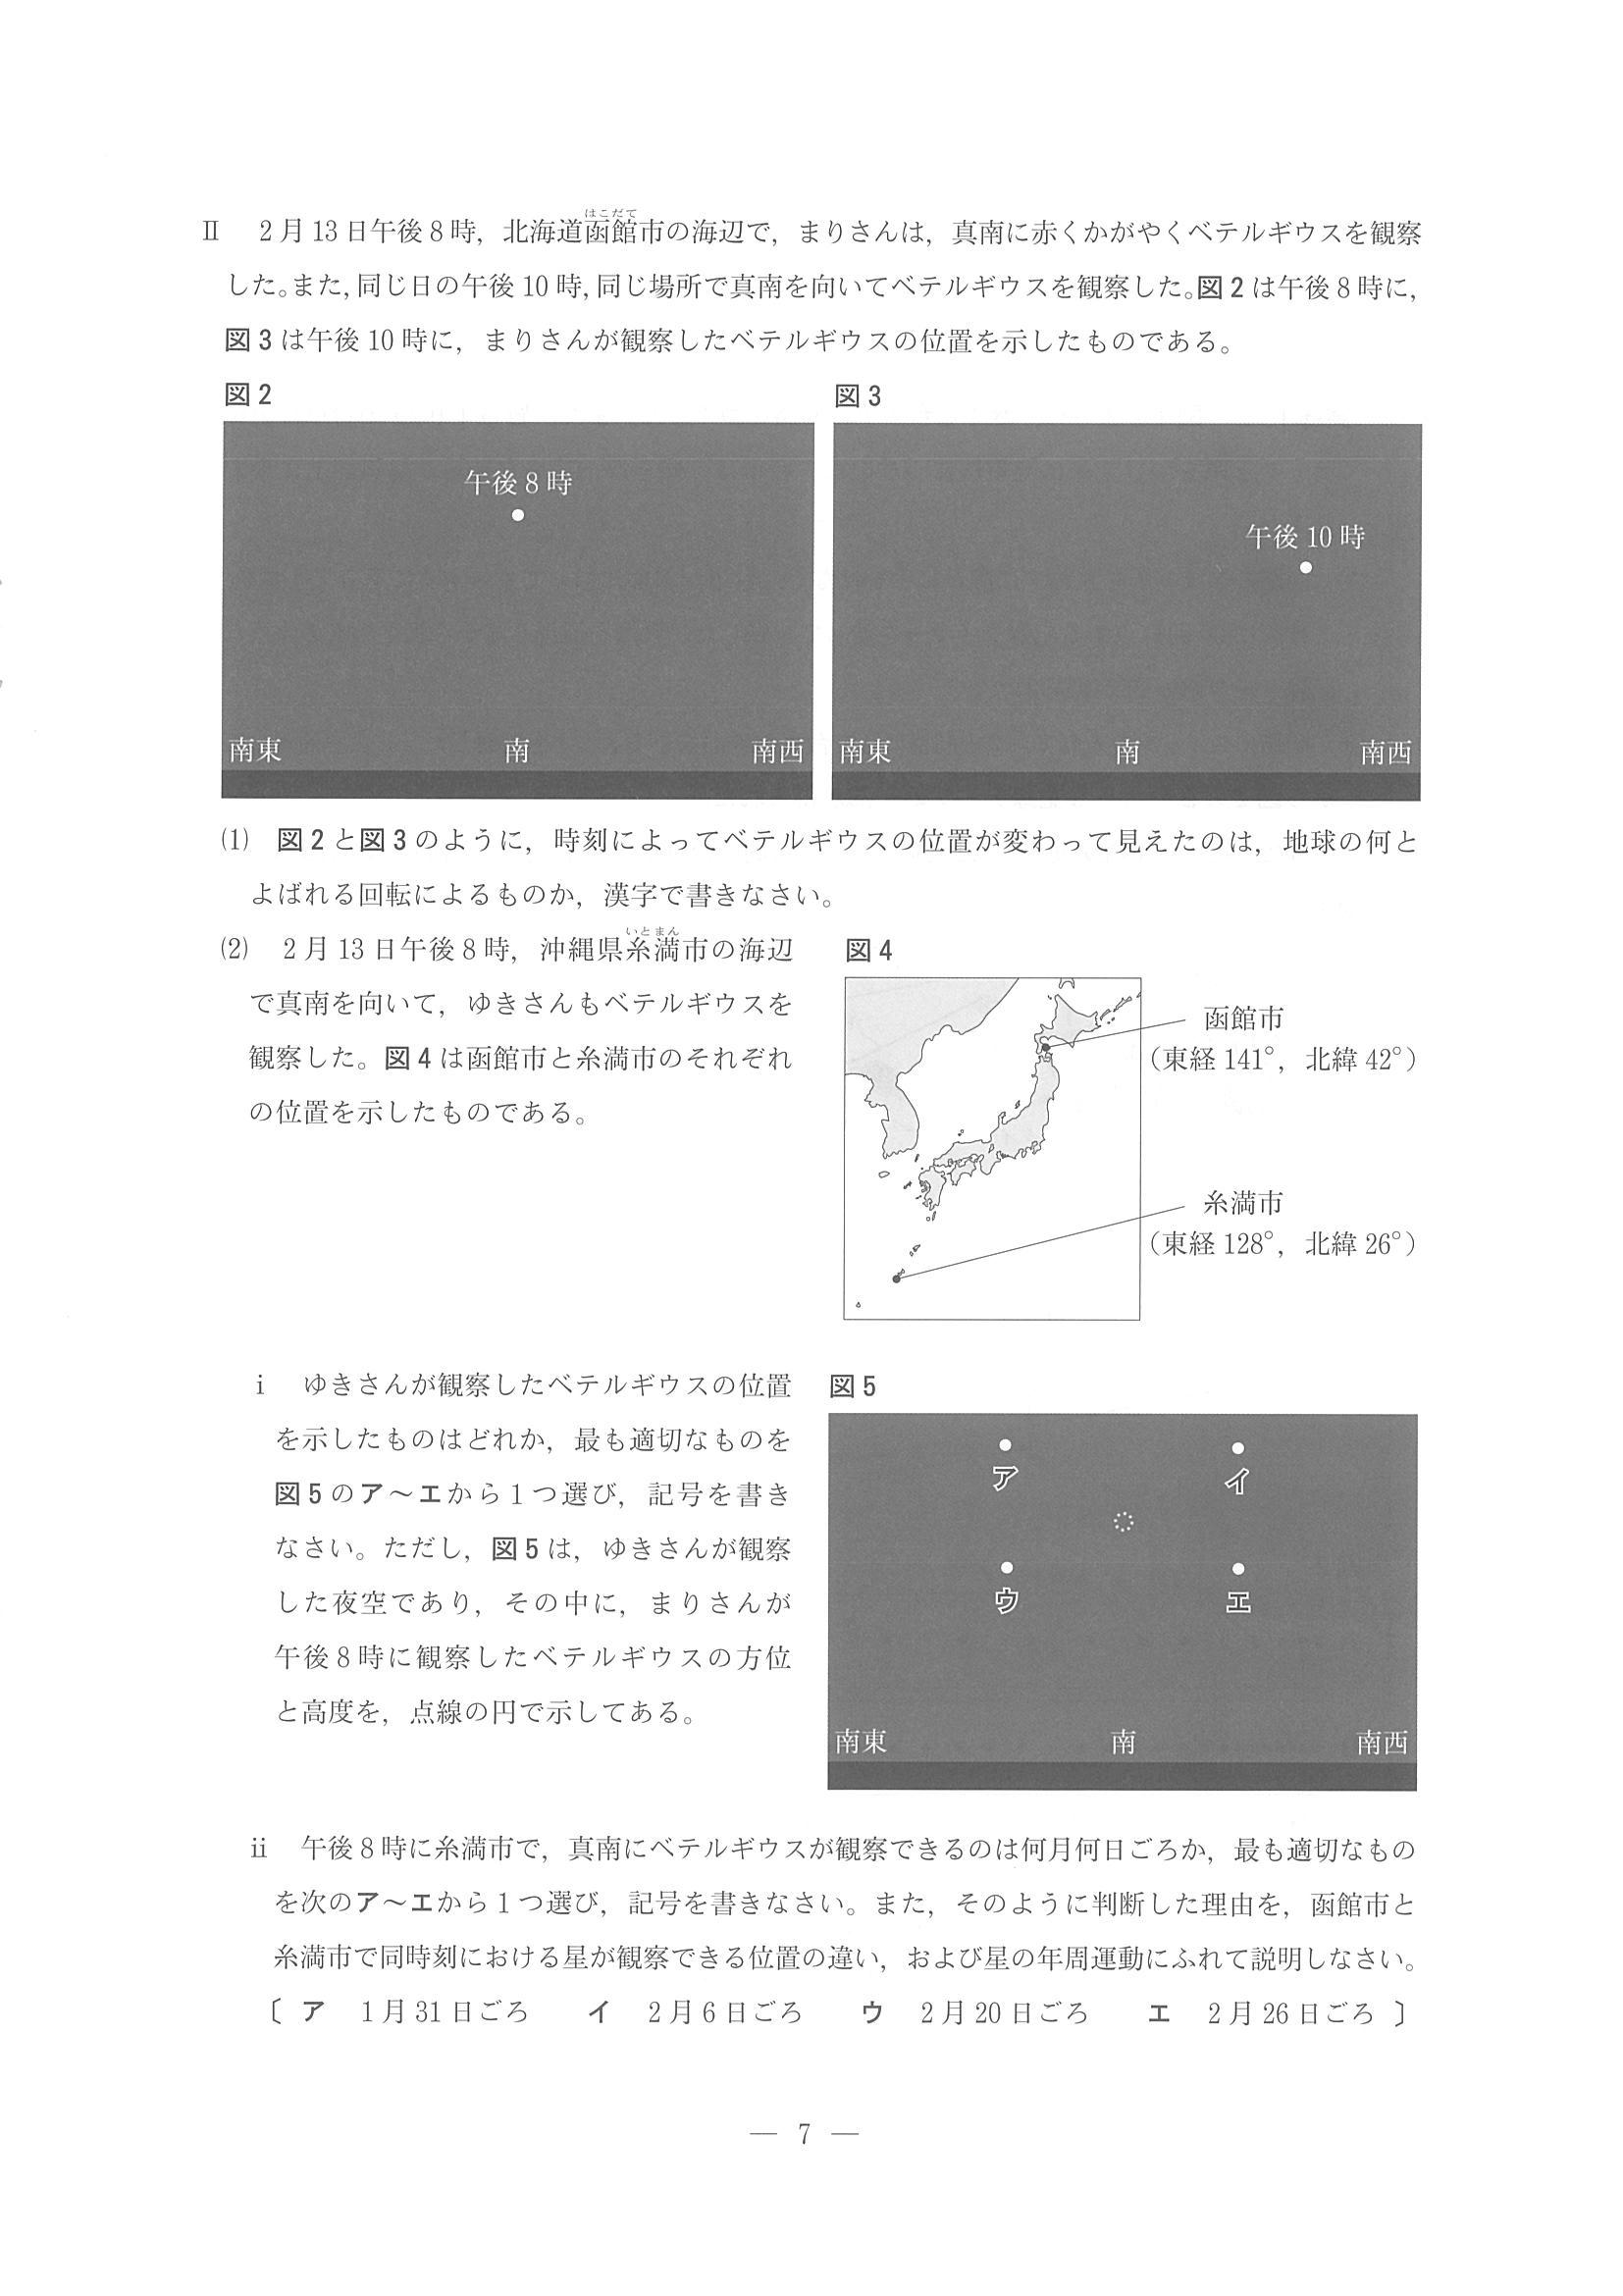 Ⅱ　2月13日午後8時，北海道函館市の海辺で，まりさんは，真南に赤くかがやくベテルギウスを観察
はこだて
した。また，同じ日の午後10時，同じ場所で真南を向いてベテルギウスを観察した。図2は午後8時に，
図3は午後10時に，まりさんが観察したベテルギウスの位置を示したものである。
図2
午後8時
南東　南　南西
図3
午後10時
南東　南　南西
(1)　図2と図3のように，時刻によってベテルギウスの位置が変わって見えたのは，地球の何と
よばれる回転によるものか，漢字で書きなさい。
(2)　2月13日午後8時，沖縄県糸満市の海辺
いとまん
で真南を向いて，ゆきさんもベテルギウスを
観察した。図4は函館市と糸満市のそれぞれ
の位置を示したものである。
図4
函館市
（東経141°，北緯42°）
糸満市
（東経128°，北緯26°）
ⅰ　ゆきさんが観察したベテルギウスの位置
を示したものはどれか，最も適切なものを
図5のア～エから1つ選び，記号を書き
なさい。ただし，図5は，ゆきさんが観察
した夜空であり，その中に，まりさんが
午後8時に観察したベテルギウスの方位
と高度を，点線の円で示してある。
図5
ア　イ
ウ　エ
南東　南　南西
ⅱ　午後8時に糸満市で，真南にベテルギウスが観察できるのは何月何日ごろか，最も適切なもの
を次のア～エから1つ選び，記号を書きなさい。また，そのように判断した理由を，函館市と
糸満市で同時刻における星が観察できる位置の違い，および星の年周運動にふれて説明しなさい。
〔　ア　1月31日ごろ　イ　2月6日ごろ　ウ　2月20日ごろ　エ　2月26日ごろ　〕
― 7 ―